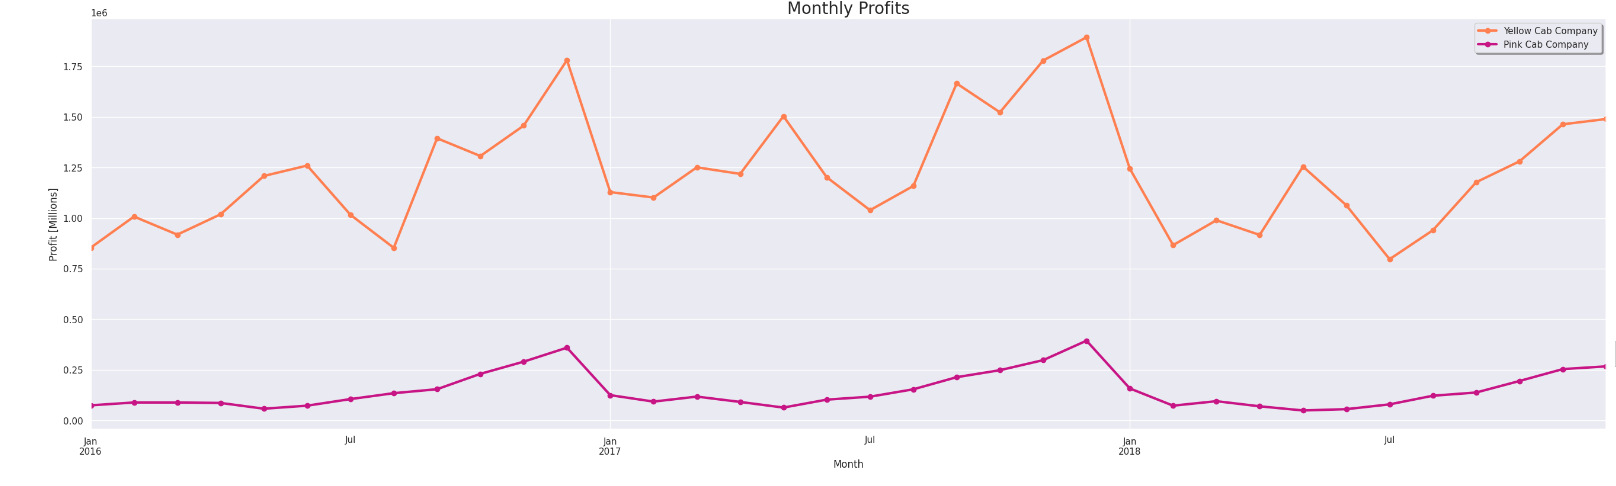 Monthly Profits
1e6
Yellow Cab Company
Pink Cab Company
1.75
1.50
1.25
1.00
0.75
0.50
0.25
0.00
Profit [Millions]
Jan
2016
Jul
Jan
2017
Jul
Jan
2018
Jul
Month